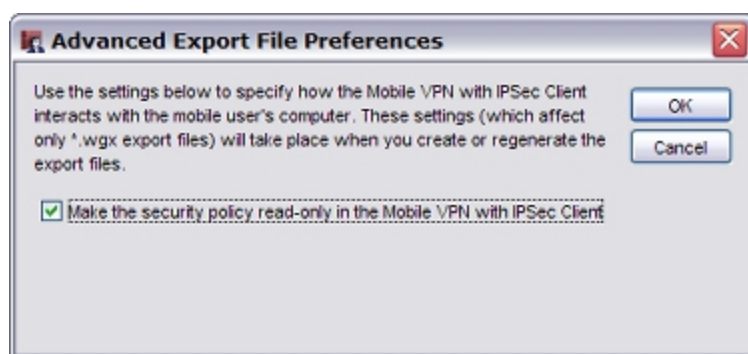 Advanced Export File Preferences
Use the settings below to specify how the Mobile VPN with IPSec Client
interacts with the mobile user's computer. These settings (which affect
only *.wgx export files) will take place when you create or regenerate the
export files.
OK
Cancel
Make the security policy read-only in the Mobile VPN with IPSec Client